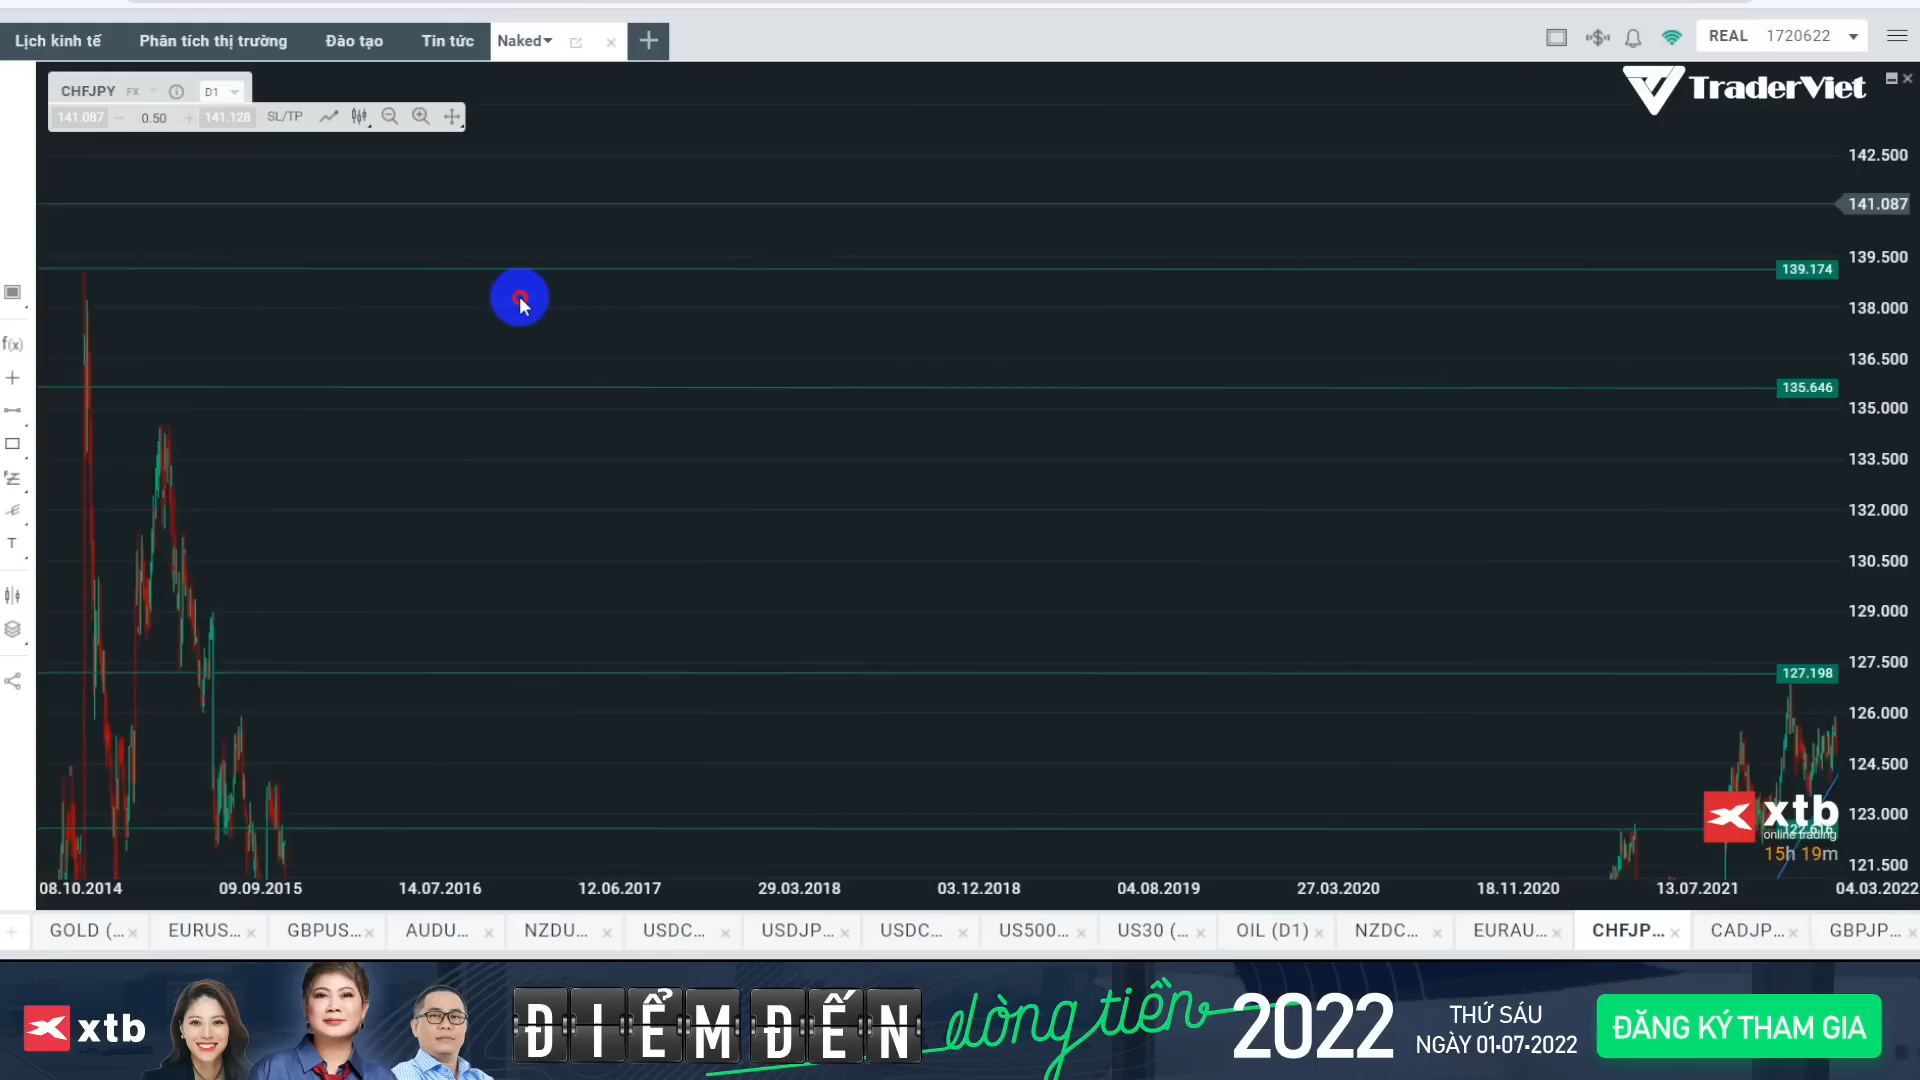 Lịch kinh tế Phân tích thị trường Đào tạo Tin tức Naked REAL 1720622
TraderViet
CHFJPY FX D1
141.087 0.50 141.128 SL/TP
142.500
141.087
139.500
139.174
138.000
136.500
135.646
135.000
133.500
132.000
130.500
129.000
127.500
127.198
126.000
124.500
123.000
122.616
121.500
f(x)
T
xtb
online trading
15h 19m
08.10.2014 09.09.2015 14.07.2016 12.06.2017 29.03.2018 03.12.2018 04.08.2019 27.03.2020 18.11.2020 13.07.2021 04.03.2022
GOLD (... EURUS... GBPUS... AUDU... NZDU... USDC... USDJP... USDC... US500... US30 (... OIL (D1) NZDC... EURAU... CHFJP... CADJP... GBPJP...
xtb ĐIỂM ĐẾN dòng tiền 2022
THỨ SÁU
NGÀY 01-07-2022
ĐĂNG KÝ THAM GIA